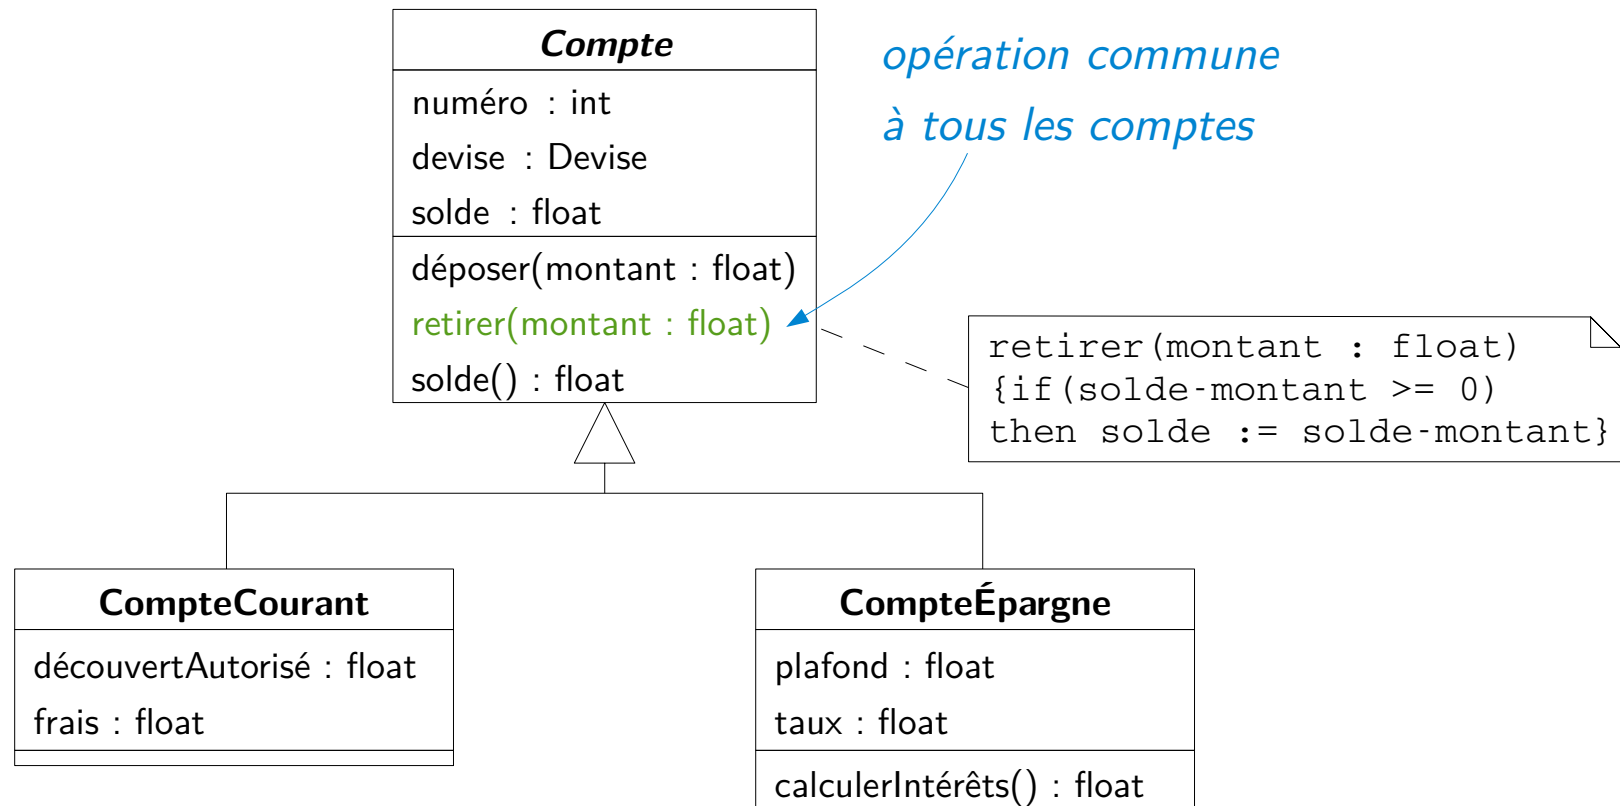 Compte
numéro : int
devise : Devise
solde : float
déposer(montant : float)
retirer(montant : float)
solde() : float
opération commune
à tous les comptes
retirer(montant : float)
{if(solde-montant >= 0)
then solde := solde-montant}
CompteCourant
découvertAutorisé : float
frais : float
CompteÉpargne
plafond : float
taux : float
calculerIntérêts() : float